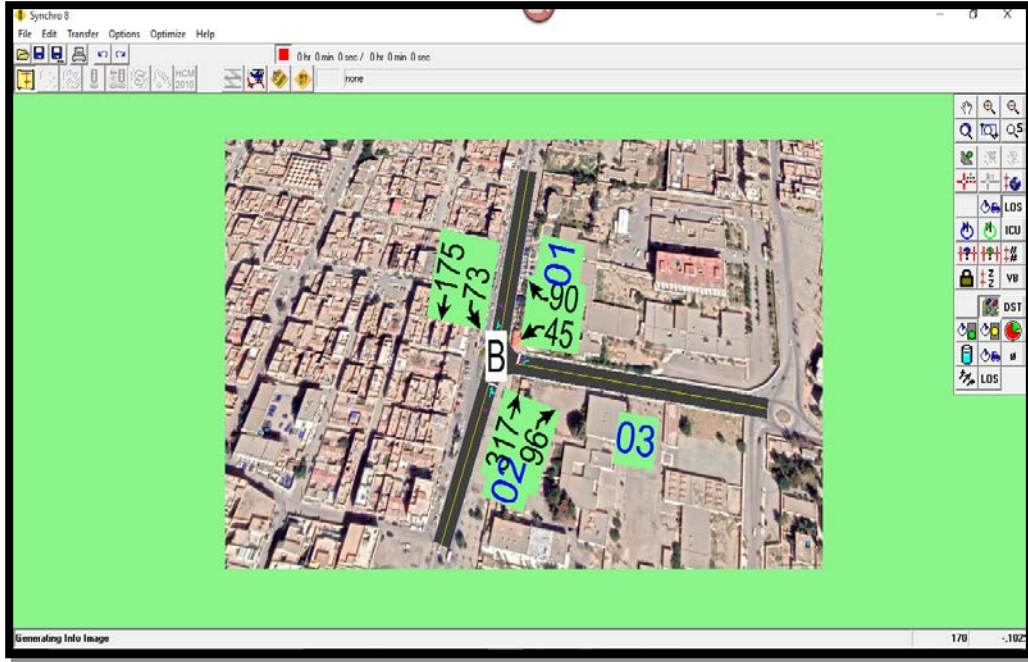 Synchro 8
File Edit Transfer Options Optimize Help
0 hr 0 min 0 sec / 0 hr 0 min 0 sec
HCM
2010
none
LOS
ICU
VB
DST
LOS
175
73
01
90
45
B
317
96
02
03
Generating Info Image
170
-,102